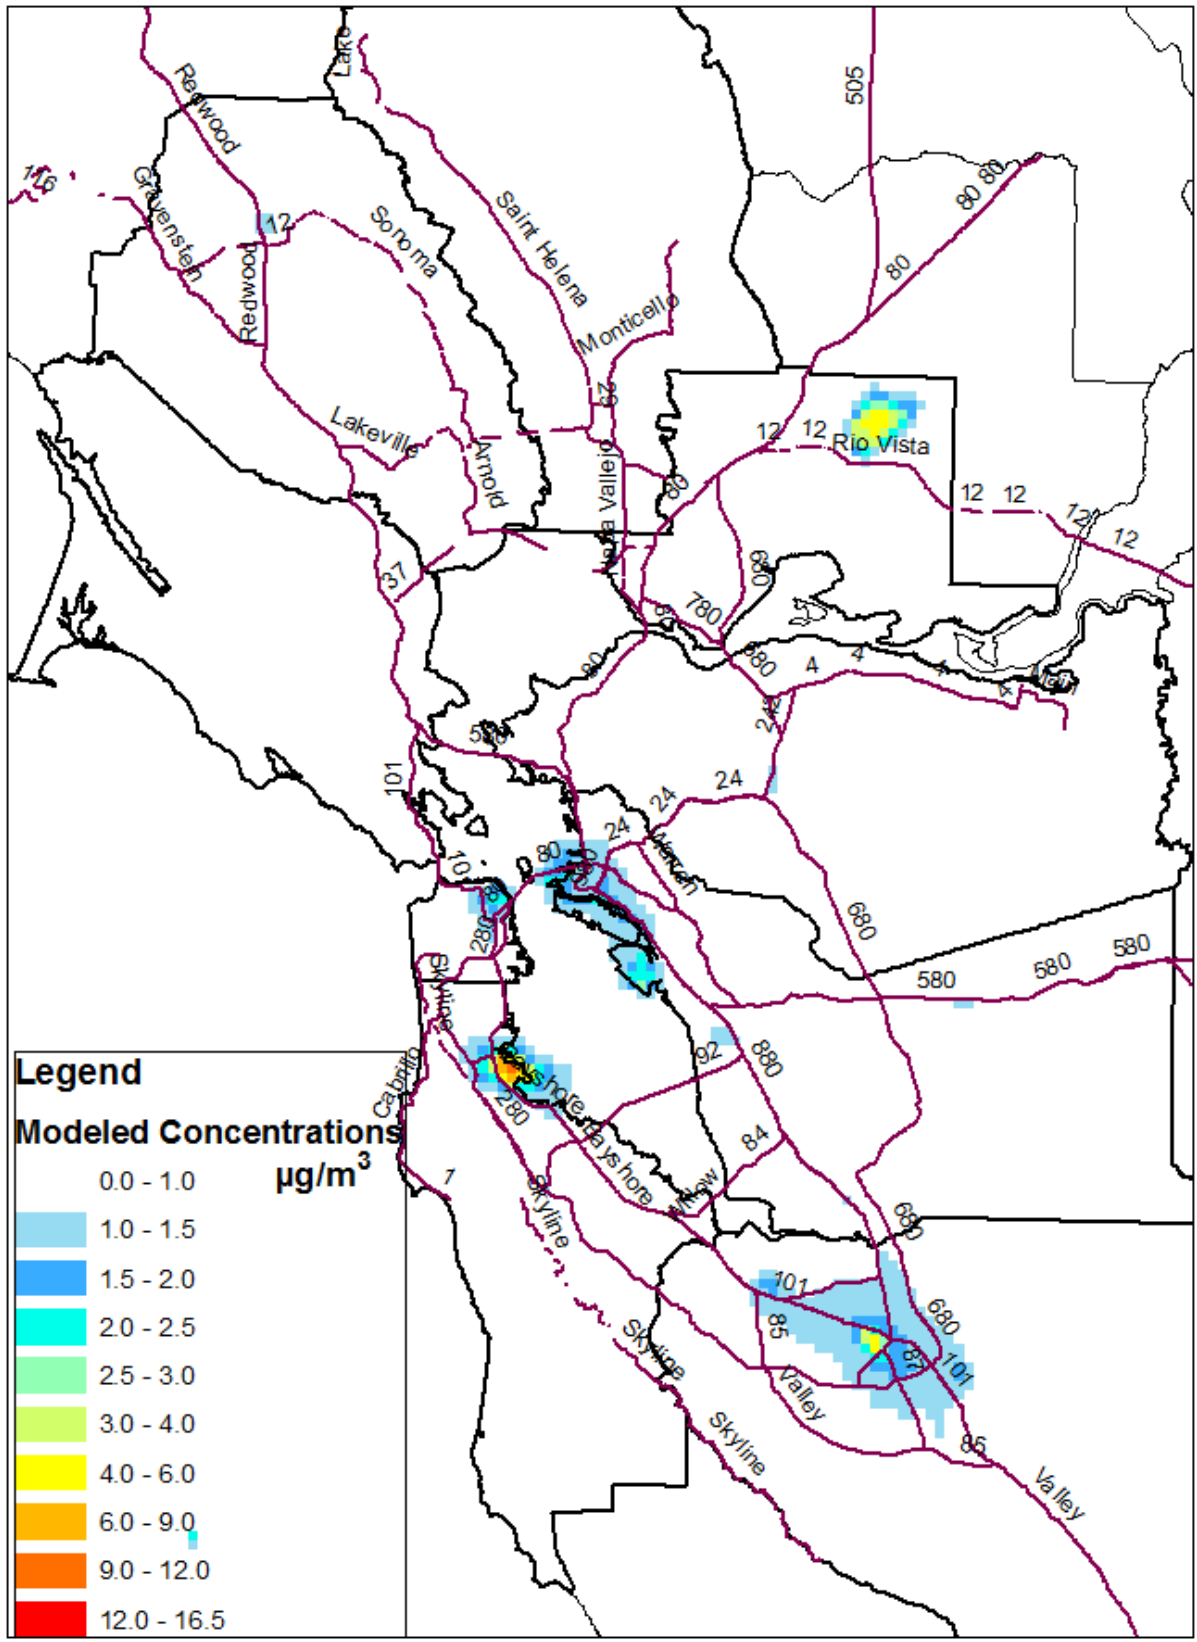 Lake
Redwood
505
116
Gravenstein
80
80
12
Sonoma
Saint Helena
80
Redwood
Monticello
29
Lakeville
12
12
Rio Vista
Arnold
80
12
12
12
12
37
680
780
80
680
4
4
4
4
Main
242
580
101
24
24
24
80
Warren
101
80
680
280
Skyline
580
580
580
92
880
Bayshore
Cabrillo
280
Bayshore
84
1
Willow
Skyline
680
101
85
680
87
101
Skyline
Valley
Skyline
85
Valley
Legend
Modeled Concentrations
µg/m3
0.0 - 1.0
1.0 - 1.5
1.5 - 2.0
2.0 - 2.5
2.5 - 3.0
3.0 - 4.0
4.0 - 6.0
6.0 - 9.0
9.0 - 12.0
12.0 - 16.5